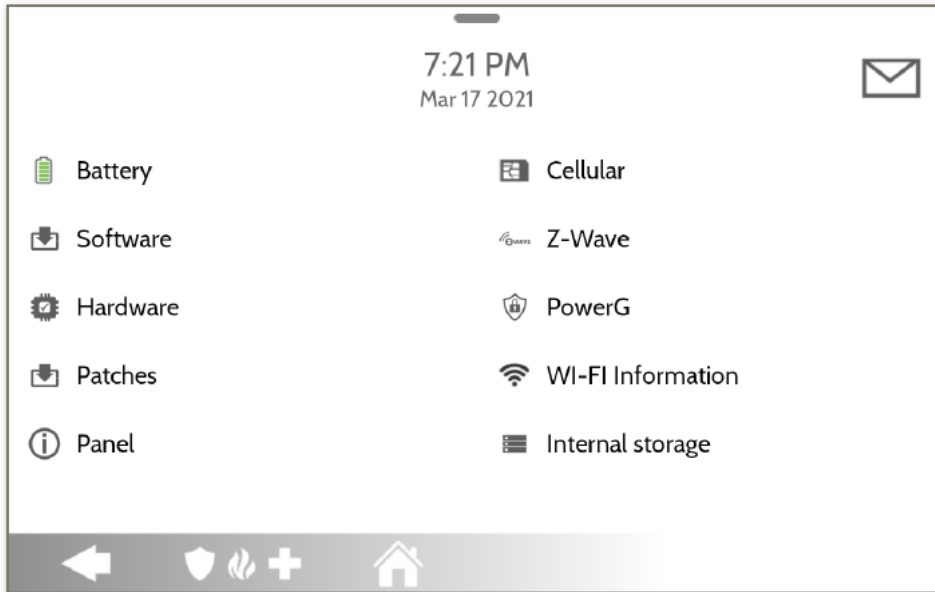 7:21 PM
Mar 17 2021
Battery
Cellular
Software
Z-Wave
Hardware
PowerG
Patches
WI-FI Information
Panel
Internal storage